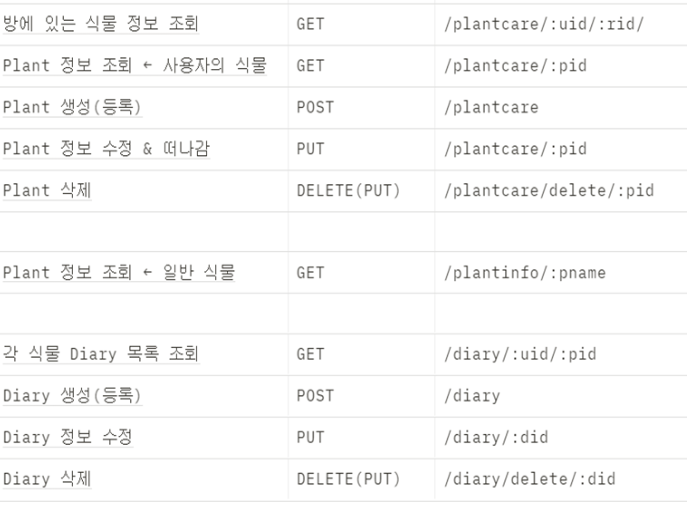 방에 있는 식물 정보 조회 GET /plantcare/:uid/:rid/
Plant 정보 조회 ← 사용자의 식물 GET /plantcare/:pid
Plant 생성(등록) POST /plantcare
Plant 정보 수정 & 떠나감 PUT /plantcare/:pid
Plant 삭제 DELETE(PUT) /plantcare/delete/:pid
Plant 정보 조회 ← 일반 식물 GET /plantinfo/:pname
각 식물 Diary 목록 조회 GET /diary/:uid/:pid
Diary 생성(등록) POST /diary
Diary 정보 수정 PUT /diary/:did
Diary 삭제 DELETE(PUT) /diary/delete/:did